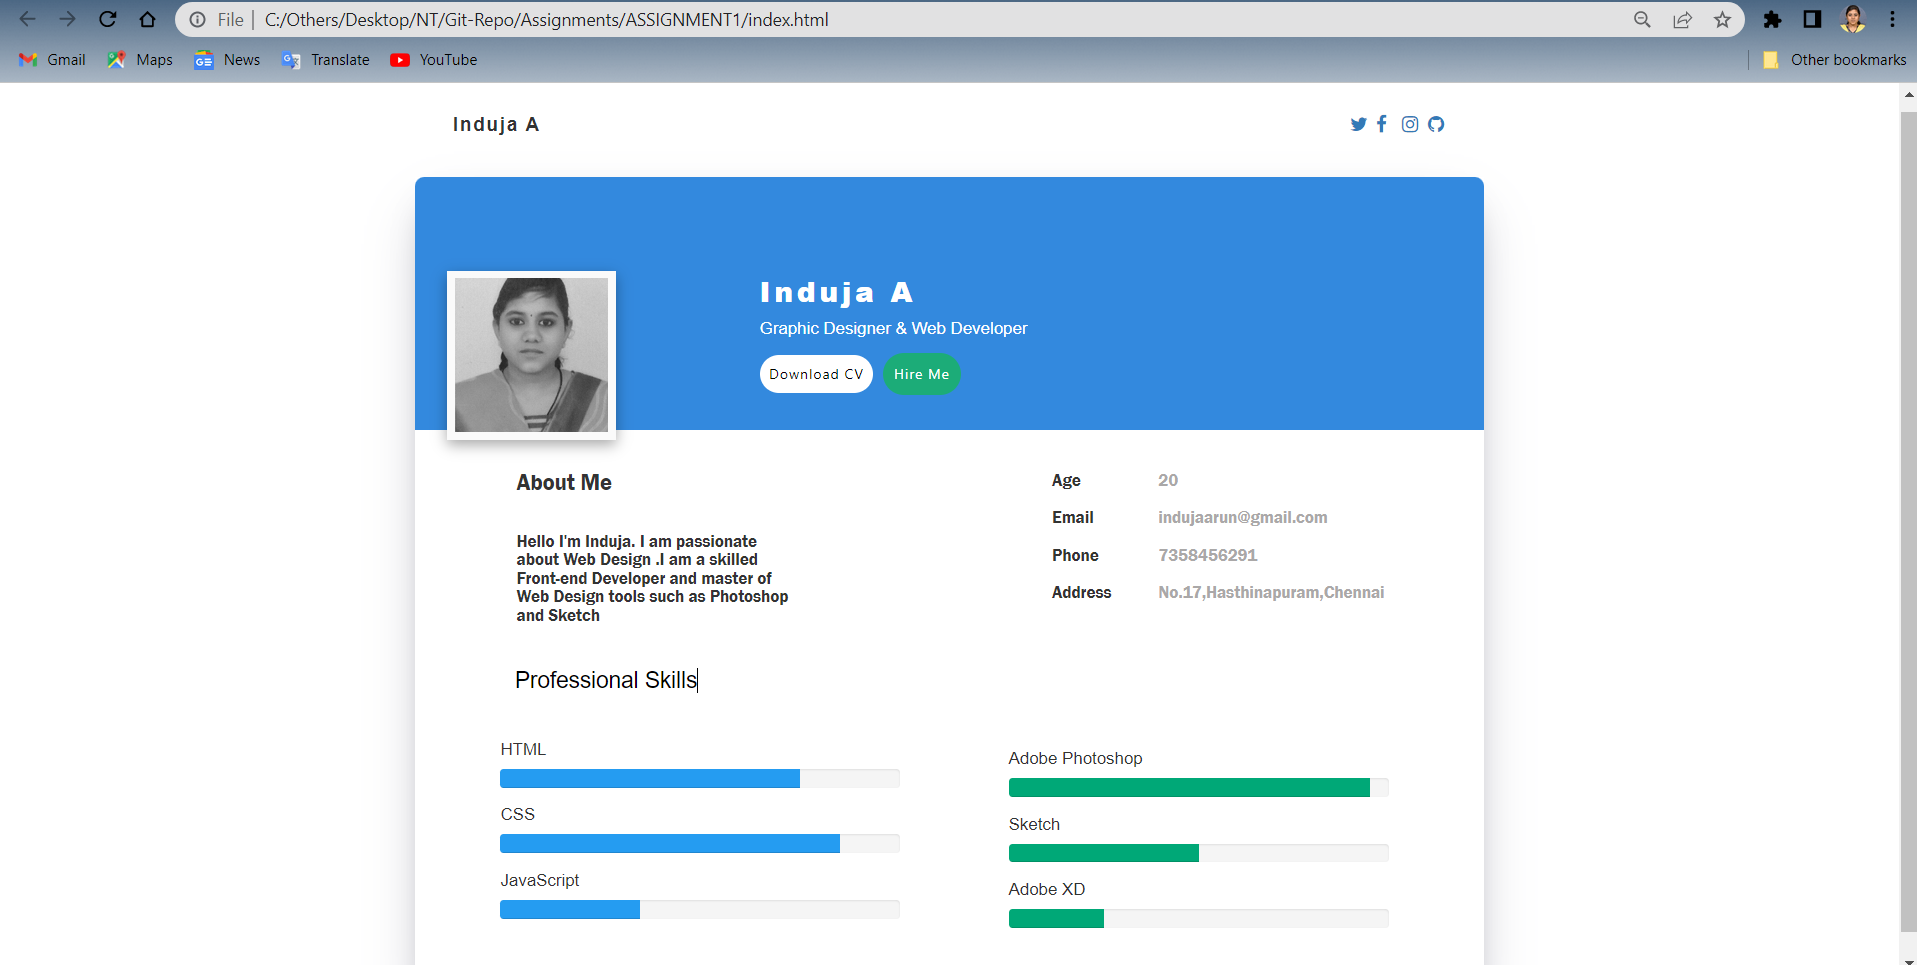 File | C:/Others/Desktop/NT/Git-Repo/Assignments/ASSIGNMENT1/index.html
Gmail Maps News Translate YouTube Other bookmarks
Induja A
Induja A
Graphic Designer & Web Developer
Download CV Hire Me
About Me
Hello I'm Induja. I am passionate
about Web Design .I am a skilled
Front-end Developer and master of
Web Design tools such as Photoshop
and Sketch
Age 20
Email indujaarun@gmail.com
Phone 7358456291
Address No.17,Hasthinapuram,Chennai
Professional Skills
HTML
CSS
JavaScript
Adobe Photoshop
Sketch
Adobe XD